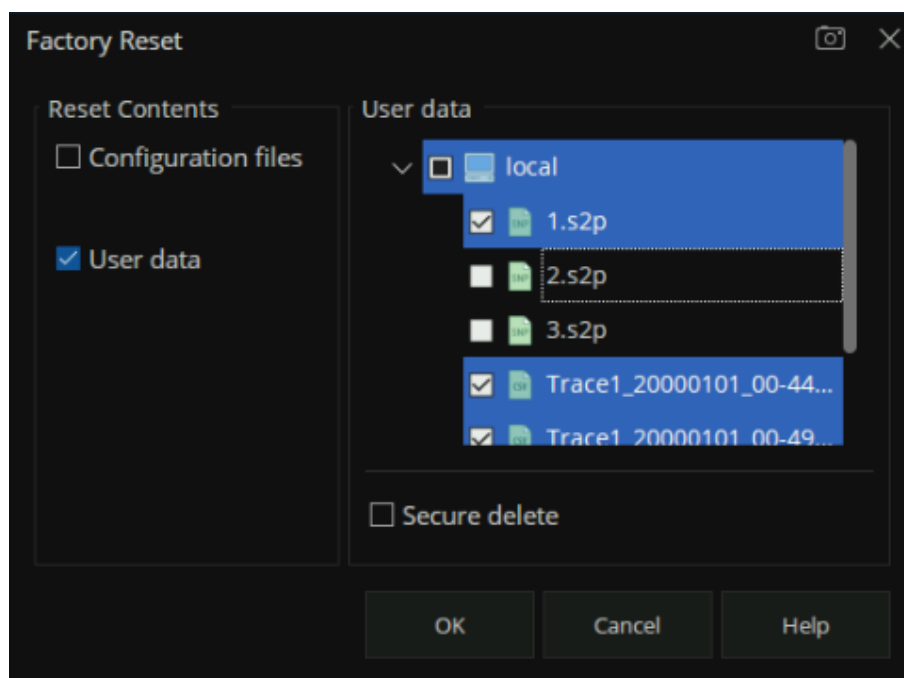 Factory Reset
Reset Contents
Configuration files
User data
User data
local
1.s2p
2.s2p
3.s2p
Trace1_20000101_00-44...
Trace1_20000101_00-49...
Secure delete
OK
Cancel
Help